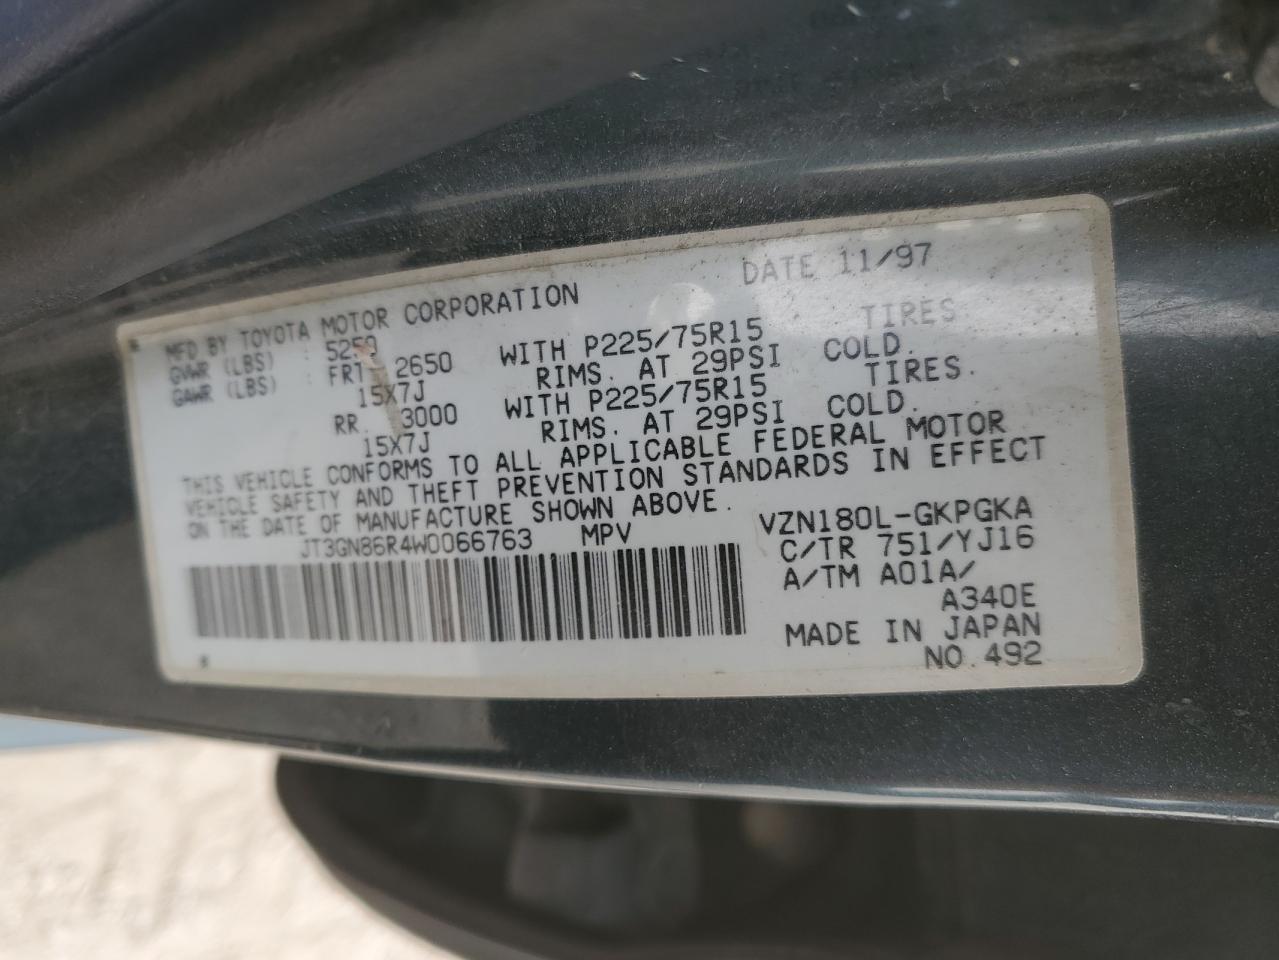 MFD BY TOYOTA MOTOR CORPORATION DATE 11/97
GVWR (LBS) : 5250
GAWR (LBS) : FRT. 2650 WITH P225/75R15 TIRES
15X7J RIMS. AT 29PSI COLD.
RR. 3000 WITH P225/75R15 TIRES.
15X7J RIMS. AT 29PSI COLD.
THIS VEHICLE CONFORMS TO ALL APPLICABLE FEDERAL MOTOR
VEHICLE SAFETY AND THEFT PREVENTION STANDARDS IN EFFECT
ON THE DATE OF MANUFACTURE SHOWN ABOVE.
JT3GN86R4W0066763 MPV VZN180L-GKPGKA
C/TR 751/YJ16
A/TM A01A/
A340E
MADE IN JAPAN
NO.492